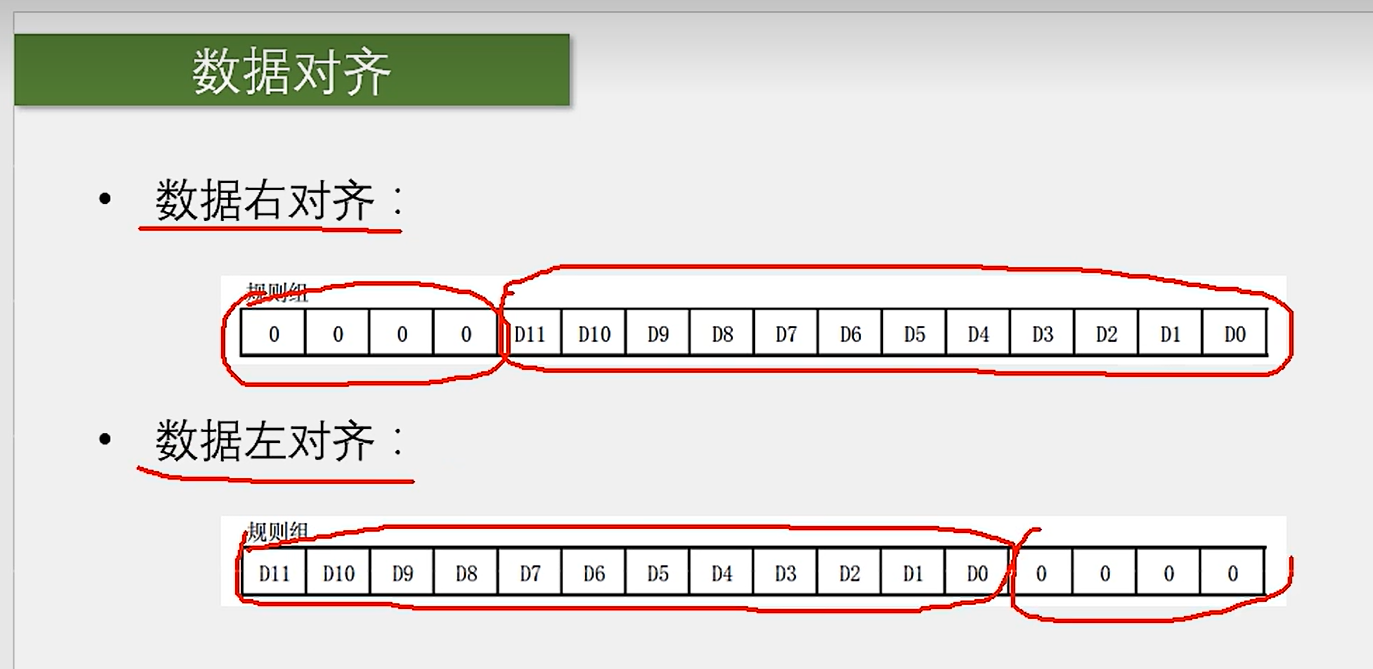 数据对齐
• 数据右对齐：
规则组
0 0 0 0 D11 D10 D9 D8 D7 D6 D5 D4 D3 D2 D1 D0
• 数据左对齐：
规则组
D11 D10 D9 D8 D7 D6 D5 D4 D3 D2 D1 D0 0 0 0 0